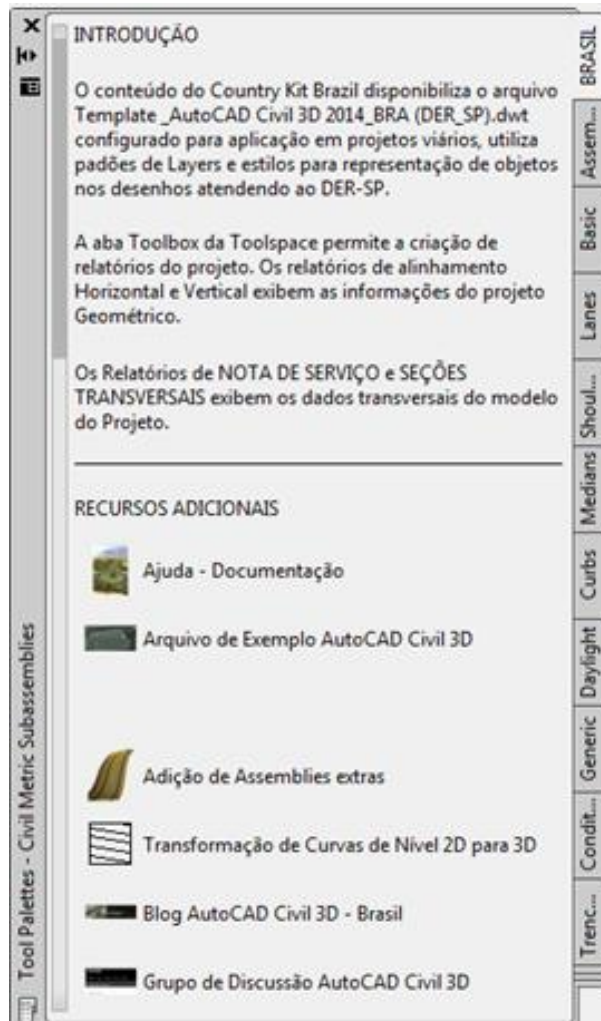 INTRODUÇÃO
O conteúdo do Country Kit Brazil disponibiliza o arquivo
Template _AutoCAD Civil 3D 2014_BRA (DER_SP).dwt
configurado para aplicação em projetos viários, utiliza
padões de Layers e estilos para representação de objetos
nos desenhos atendendo ao DER-SP.
A aba Toolbox da Toolspace permite a criação de
relatórios do projeto. Os relatórios de alinhamento
Horizontal e Vertical exibem as informações do projeto
Geométrico.
Os Relatórios de NOTA DE SERVIÇO e SEÇÕES
TRANSVERSAIS exibem os dados transversais do modelo
do Projeto.
RECURSOS ADICIONAIS
Ajuda - Documentação
Arquivo de Exemplo AutoCAD Civil 3D
Adição de Assemblies extras
Transformação de Curvas de Nível 2D para 3D
Blog AutoCAD Civil 3D - Brasil
Grupo de Discussão AutoCAD Civil 3D
Tool Palettes - Civil Metric Subassemblies
BRASIL
Assem...
Basic
Lanes
Shoul...
Medians
Curbs
Daylight
Generic
Condit...
Trenc...